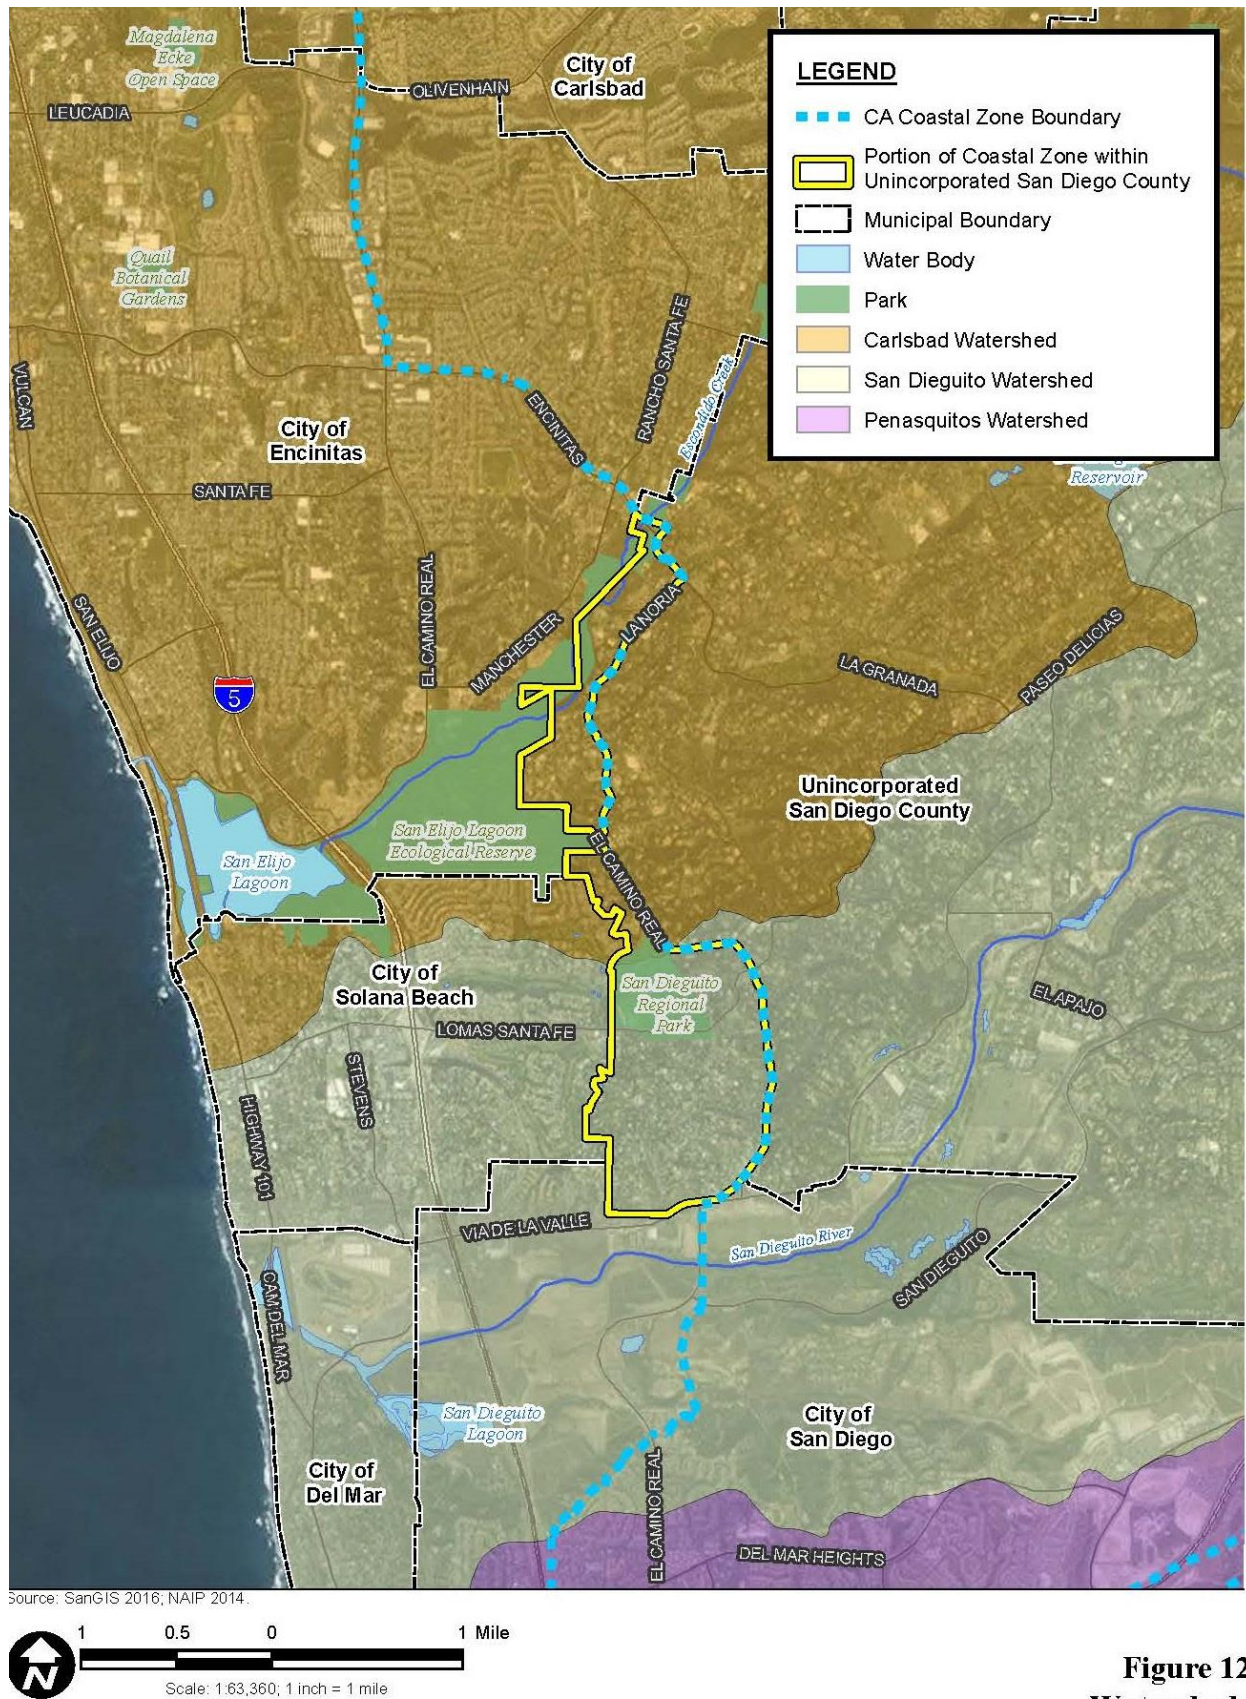 Magdalena
Ecke
Open Space
City of
Carlsbad
OLIVENHAIN
LEUCADIA
LEGEND
CA Coastal Zone Boundary
Portion of Coastal Zone within
Unincorporated San Diego County
Municipal Boundary
Water Body
Park
Carlsbad Watershed
San Dieguito Watershed
Penasquitos Watershed
Quail
Botanical
Gardens
VULCAN
RANCHO SANTA FE
Escondido Creek
ENCINITAS
City of
Encinitas
SANTA FE
Reservoir
SAN ELIJO
EL CAMINO REAL
MANCHESTER
LA NORIA
LA GRANADA
PASEO DELICIAS
5
Unincorporated
San Diego County
San Elijo
Lagoon
San Elijo Lagoon
Ecological Reserve
EL CAMINO REAL
City of
Solana Beach
San Dieguito
Regional
Park
EL APAJO
LOMAS SANTA FE
STEVENS
HIGHWAY 101
VIA DE LA VALLE
San Dieguito River
SAN DIEGUITO
CAM DEL MAR
San Dieguito
Lagoon
City of
San Diego
City of
Del Mar
EL CAMINO REAL
DEL MAR HEIGHTS
Source: SanGIS 2016; NAIP 2014.
N
1 0.5 0 1 Mile
Scale: 1:63,360; 1 inch = 1 mile
Figure 12